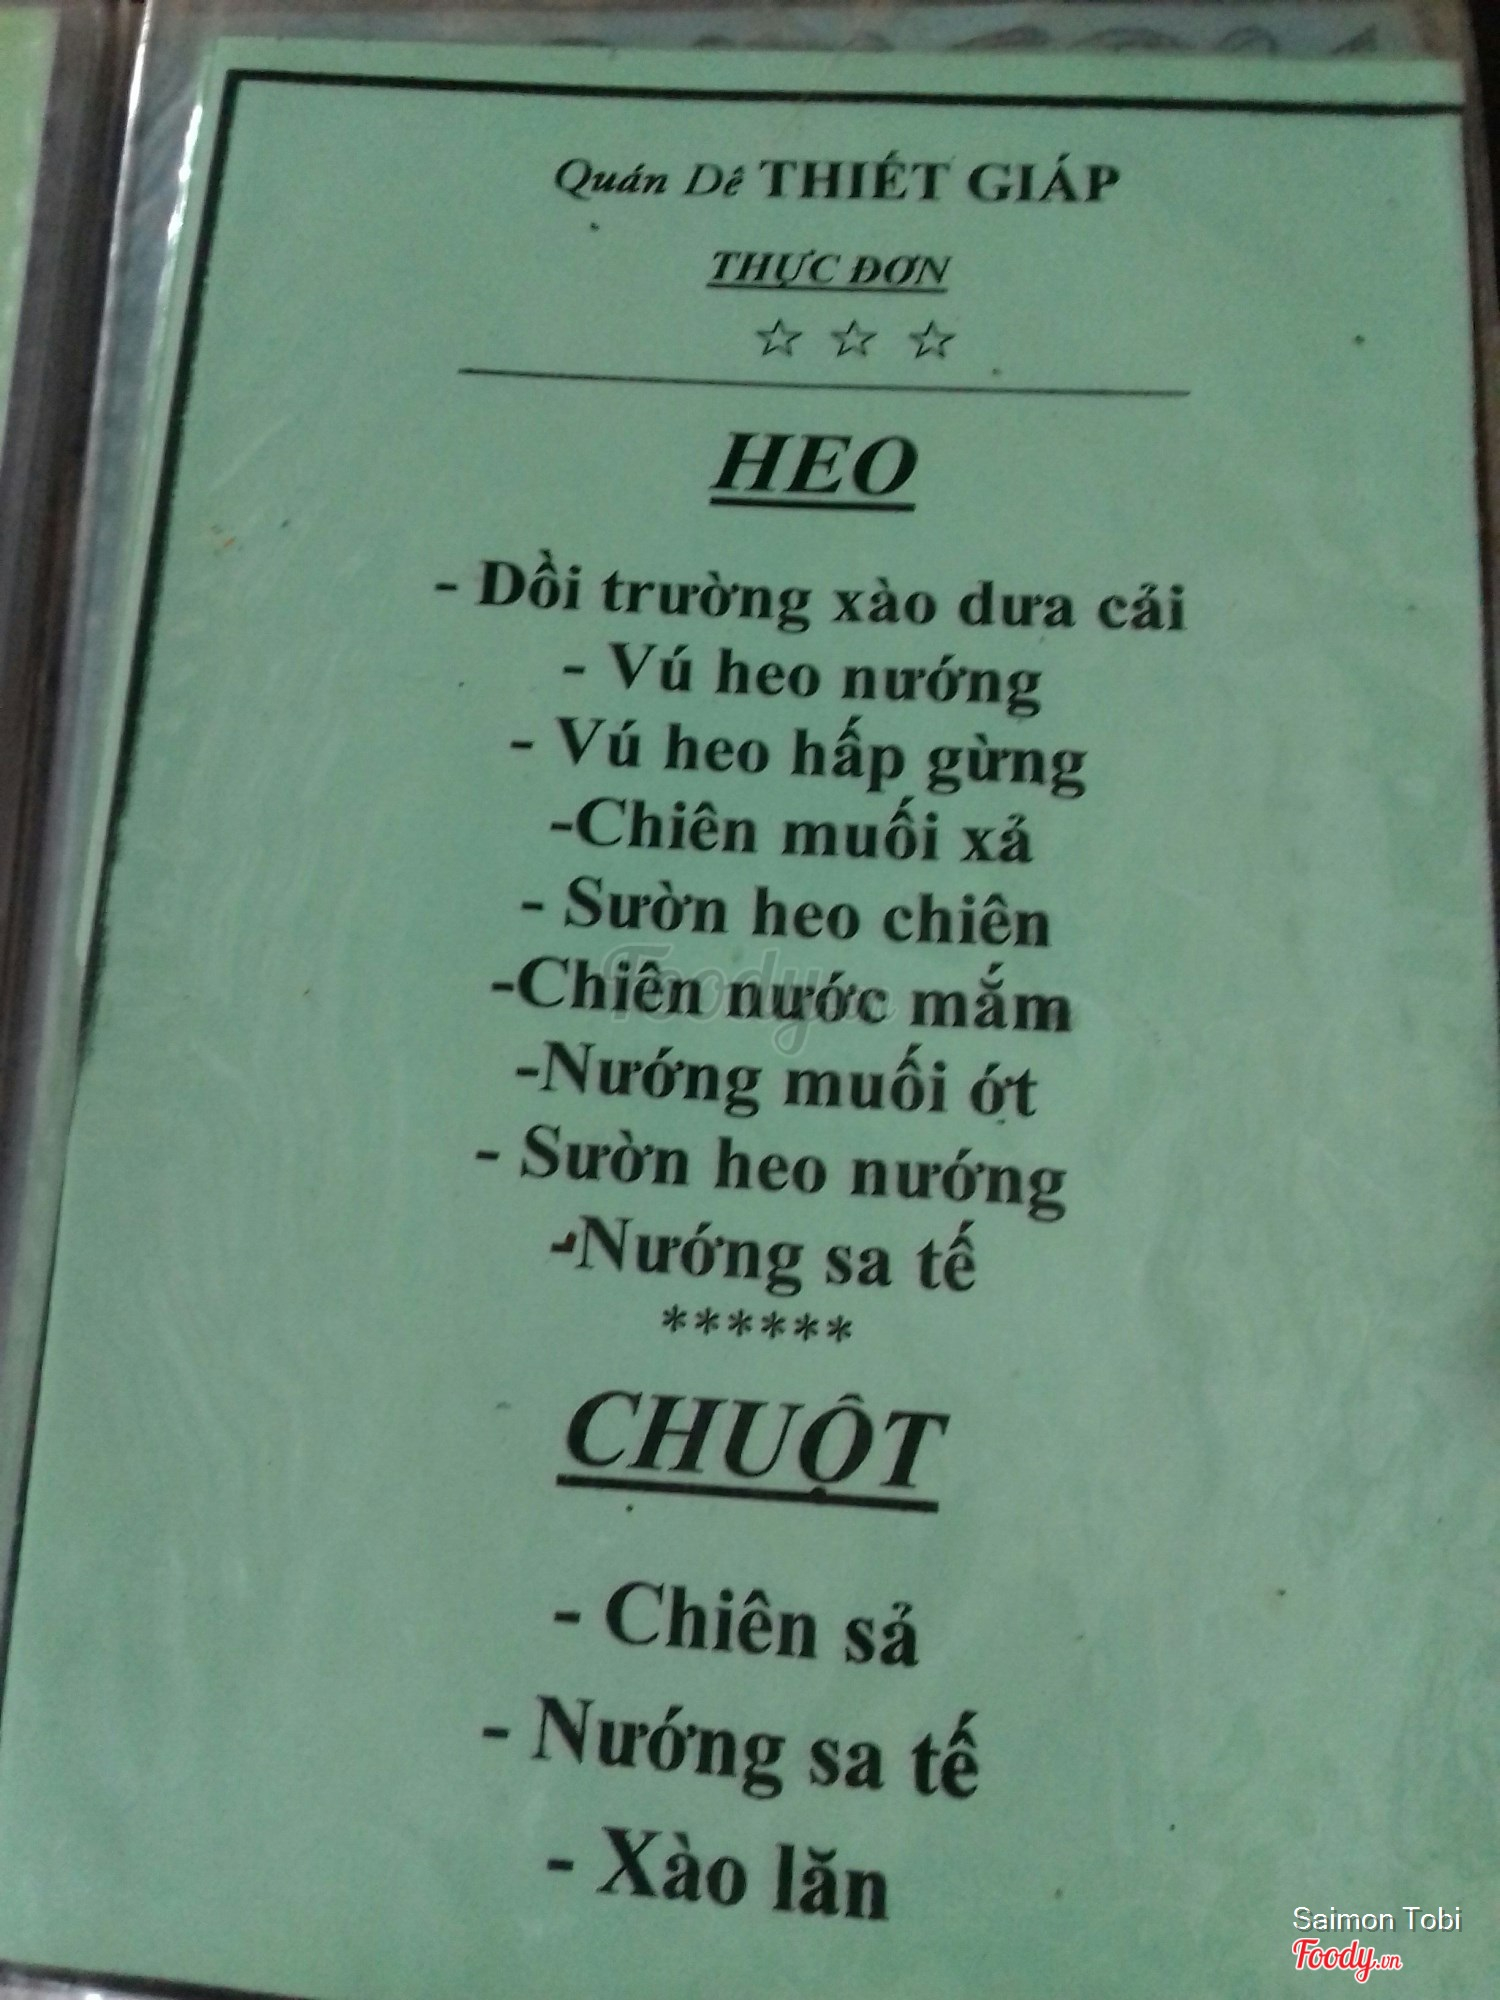 Quán Dê THIẾT GIÁP
THỰC ĐƠN
☆ ☆ ☆
HEO
- Dồi trường xào dưa cải
- Vú heo nướng
- Vú heo hấp gừng
-Chiên muối xả
- Sườn heo chiên
-Chiên nước mắm
-Nướng muối ớt
- Sườn heo nướng
-Nướng sa tế
******
CHUỘT
- Chiên sả
- Nướng sa tế
- Xào lăn
Foody.vn
Saimon Tobi
Foody.vn